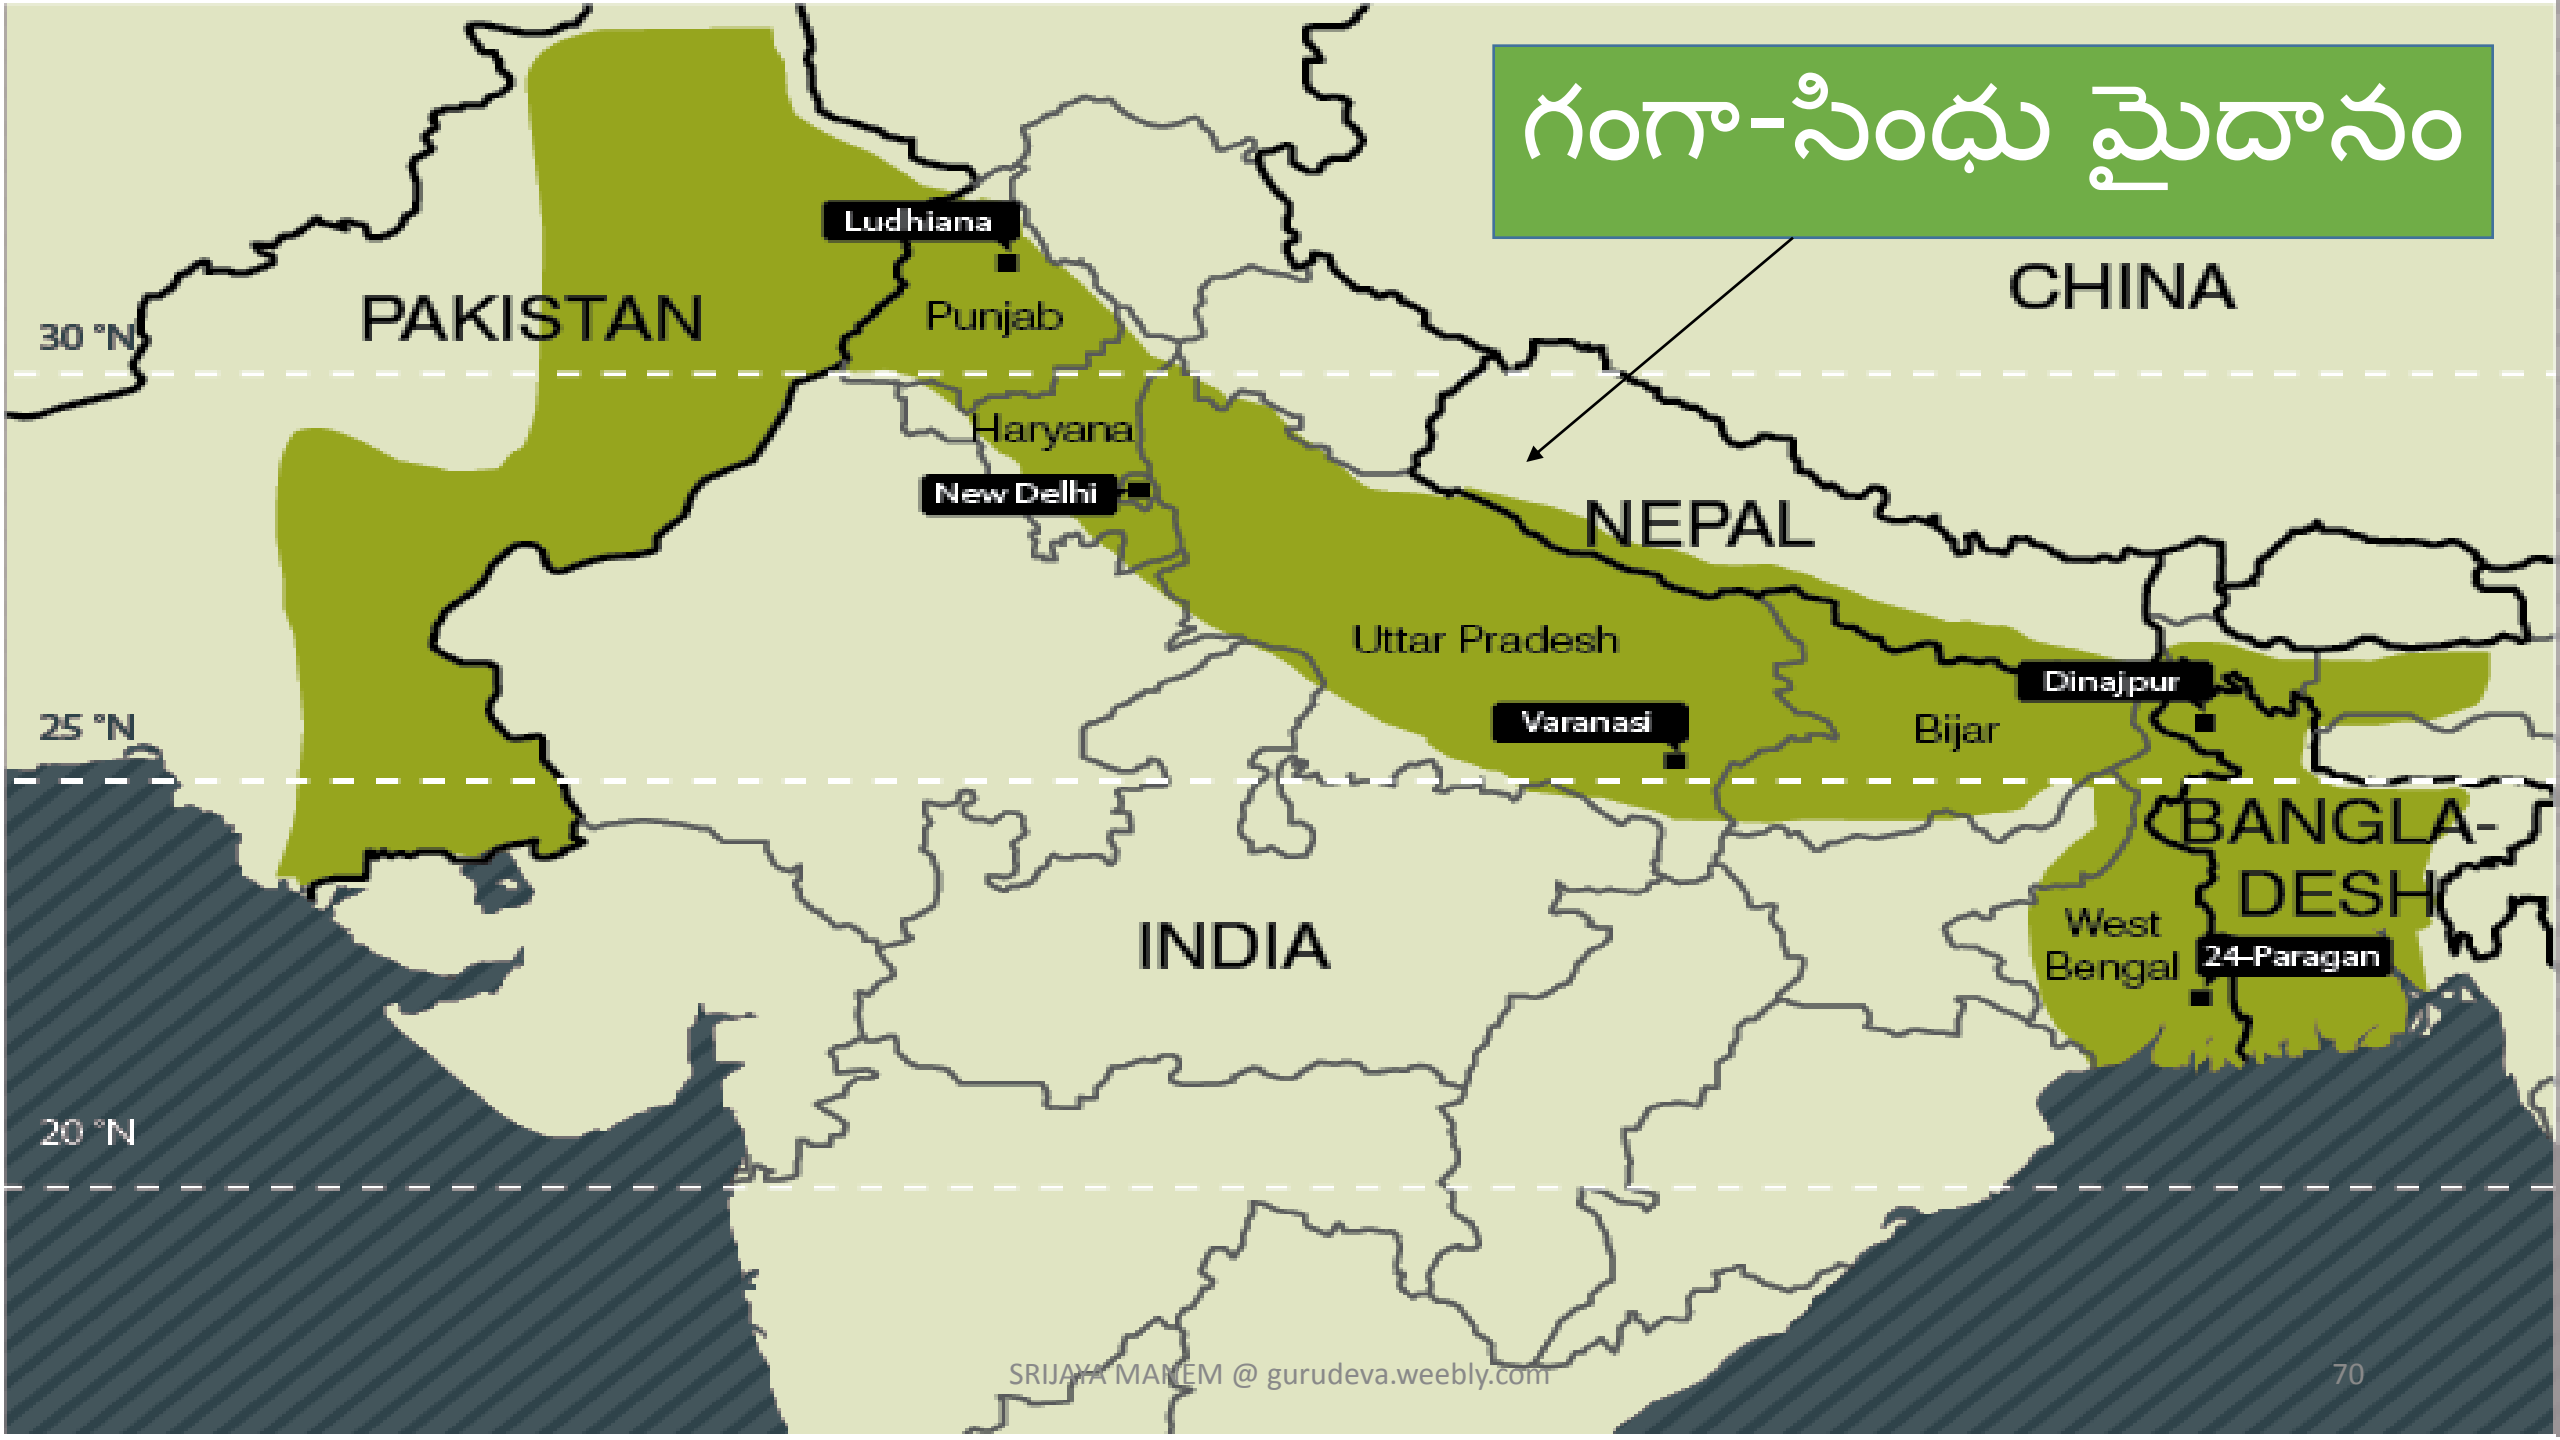 గంగా-సింధు మైదానం
CHINA
Ludhiana
PAKISTAN
Punjab
30 °N
Haryana
New Delhi
NEPAL
Uttar Pradesh
Dinajpur
Varanasi
Bijar
25 °N
BANGLA-
DESH
West
Bengal
24-Paragan
INDIA
20 °N
SRIJAYA MANEM @ gurudeva.weebly.com
70